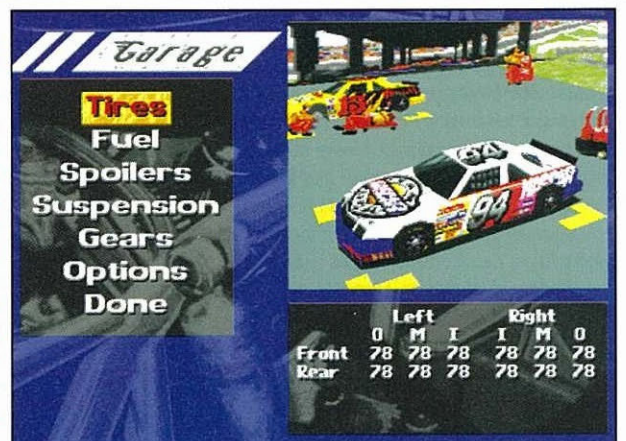 Garage
Tires
Fuel
Spoilers
Suspension
Gears
Options
Done
94
94
Left Right
O M I I M O
Front 78 78 78 78 78 78
Rear 78 78 78 78 78 78